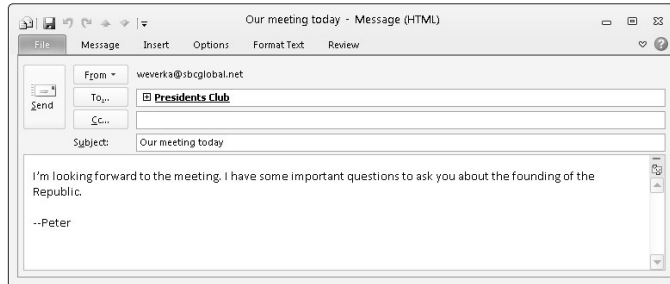 Our meeting today - Message (HTML)
File Message Insert Options Format Text Review
From weverka@sbcglobal.net
Send To... Presidents Club
Cc...
Subject: Our meeting today
I'm looking forward to the meeting. I have some important questions to ask you about the founding of the
Republic.
--Peter